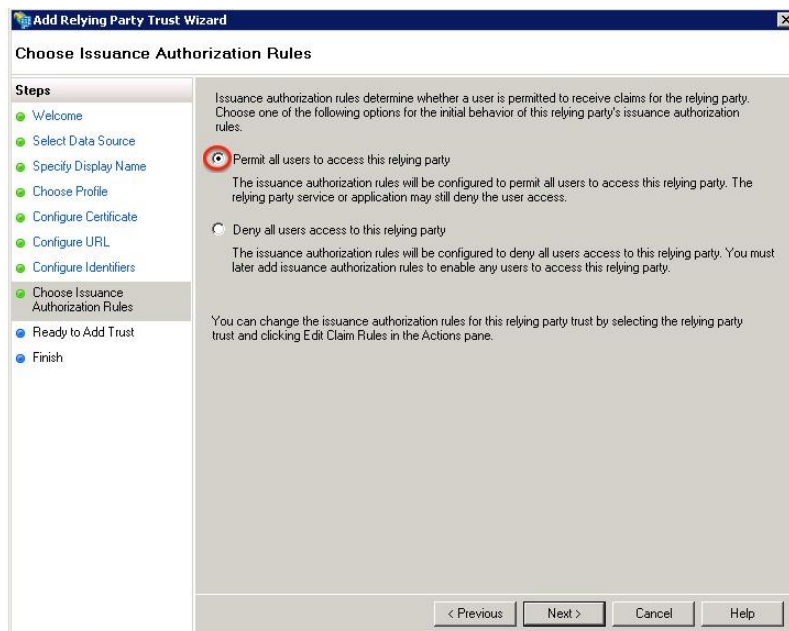 Add Relying Party Trust Wizard
Choose Issuance Authorization Rules
Steps
Welcome
Select Data Source
Specify Display Name
Choose Profile
Configure Certificate
Configure URL
Configure Identifiers
Choose Issuance
Authorization Rules
Ready to Add Trust
Finish
Issuance authorization rules determine whether a user is permitted to receive claims for the relying party.
Choose one of the following options for the initial behavior of this relying party's issuance authorization
rules.
Permit all users to access this relying party
The issuance authorization rules will be configured to permit all users to access this relying party. The
relying party service or application may still deny the user access.
Deny all users access to this relying party
The issuance authorization rules will be configured to deny all users access to this relying party. You must
later add issuance authorization rules to enable any users to access this relying party.
You can change the issuance authorization rules for this relying party trust by selecting the relying party
trust and clicking Edit Claim Rules in the Actions pane.
< Previous
Next >
Cancel
Help